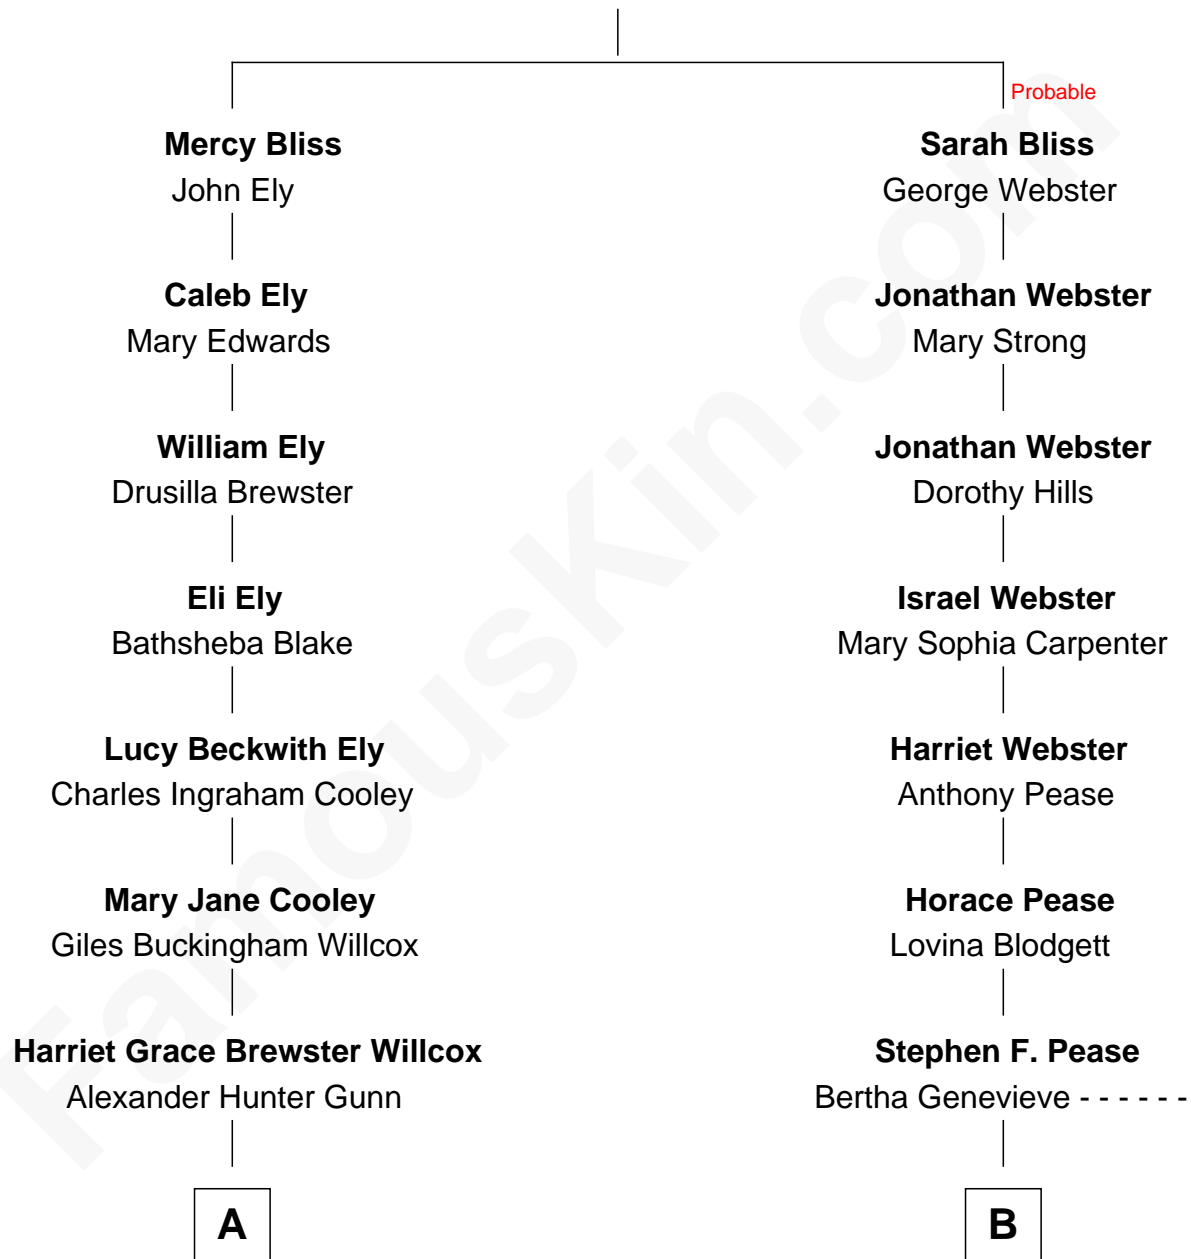 Probable
Mercy Bliss
John Ely
Sarah Bliss
George Webster
Caleb Ely
Mary Edwards
Jonathan Webster
Mary Strong
William Ely
Drusilla Brewster
Jonathan Webster
Dorothy Hills
Eli Ely
Bathsheba Blake
Israel Webster
Mary Sophia Carpenter
Lucy Beckwith Ely
Charles Ingraham Cooley
Harriet Webster
Anthony Pease
Mary Jane Cooley
Giles Buckingham Willcox
Horace Pease
Lovina Blodgett
Harriet Grace Brewster Willcox
Alexander Hunter Gunn
Stephen F. Pease
Bertha Genevieve - - - - - -
A
B
FamousKin.com